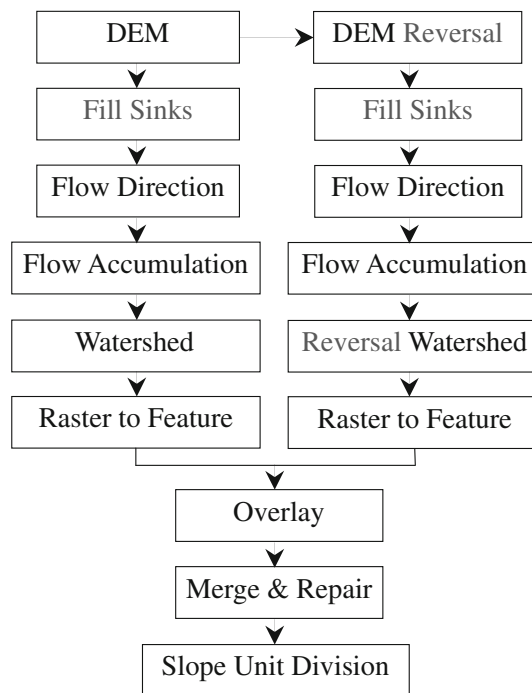 DEM
DEM Reversal
Fill Sinks
Fill Sinks
Flow Direction
Flow Direction
Flow Accumulation
Flow Accumulation
Watershed
Reversal Watershed
Raster to Feature
Raster to Feature
Overlay
Merge & Repair
Slope Unit Division